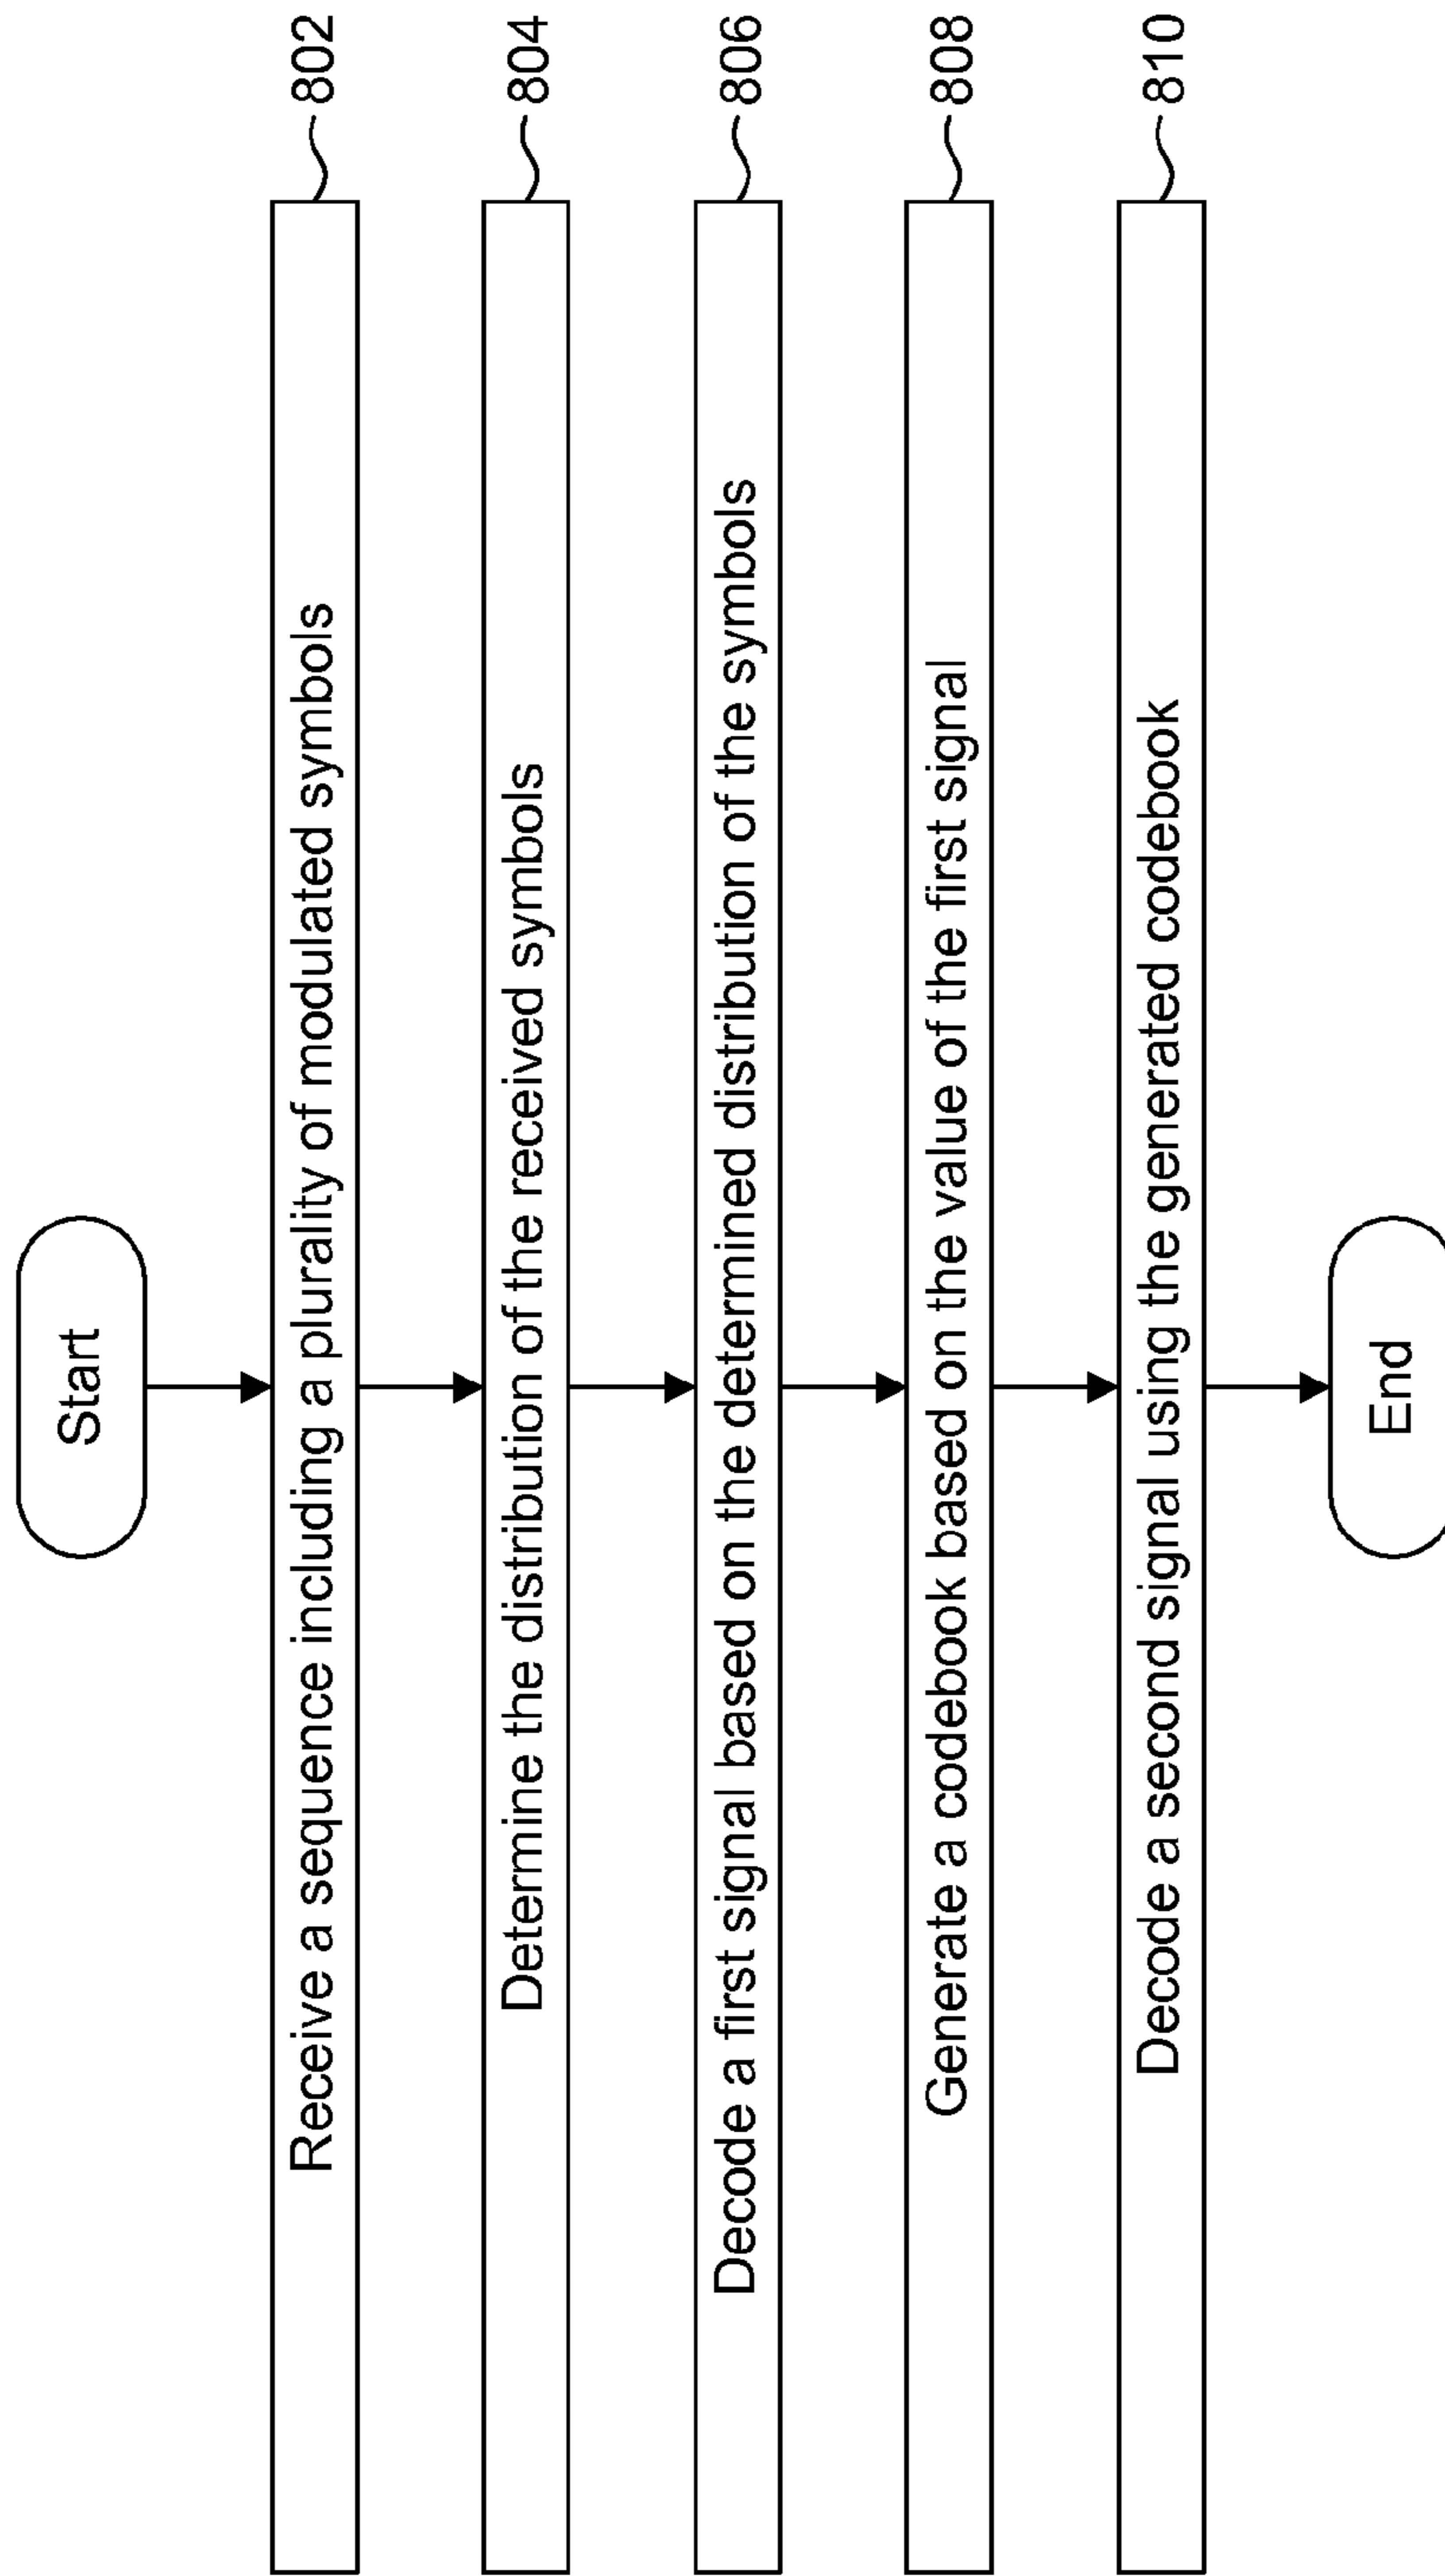 Start
Receive a sequence including a plurality of modulated symbols
802
Determine the distribution of the received symbols
804
Decode a first signal based on the determined distribution of the symbols
806
Generate a codebook based on the value of the first signal
808
Decode a second signal using the generated codebook
810
End